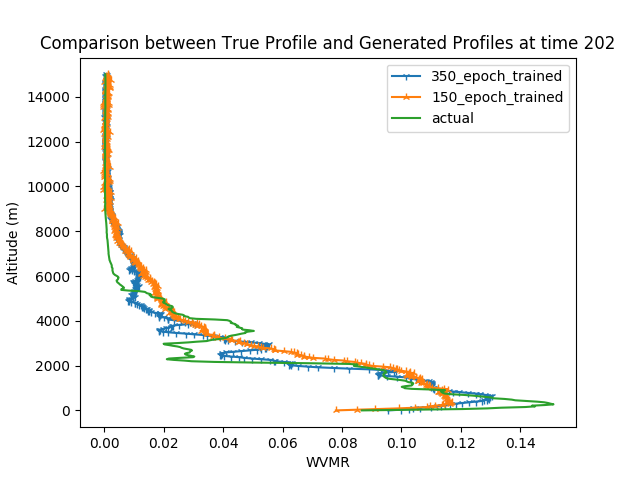 Comparison between True Profile and Generated Profiles at time 202
350_epoch_trained
150_epoch_trained
actual
Altitude (m)
14000
12000
10000
8000
6000
4000
2000
0
0.00 0.02 0.04 0.06 0.08 0.10 0.12 0.14
WVMR